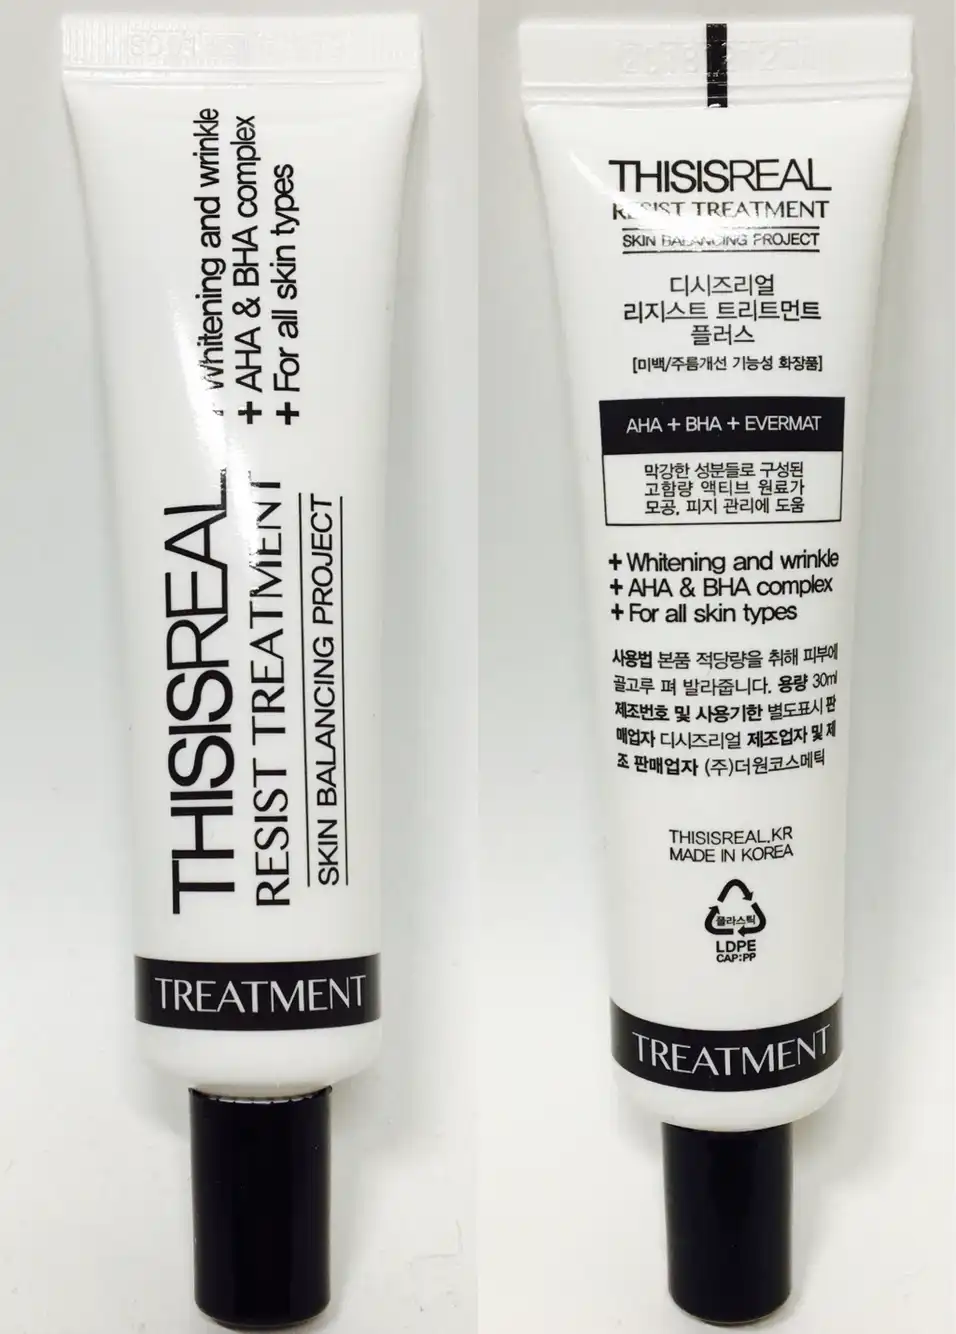 + Whitening and wrinkle
+ AHA & BHA complex
+ For all skin types
THISISREAL
RESIST TREATMENT
SKIN BALANCING PROJECT
TREATMENT
THISISREAL
RESIST TREATMENT
SKIN BALANCING PROJECT
디시즈리얼
리지스트 트리트먼트
플러스
[미백/주름개선 기능성 화장품]
AHA + BHA + EVERMAT
막강한 성분들로 구성된
고함량 액티브 원료가
모공, 피지 관리에 도움
+ Whitening and wrinkle
+ AHA & BHA complex
+ For all skin types
사용법 본품 적당량을 취해 피부에
골고루 펴 발라줍니다. 용량 30ml
제조번호 및 사용기한 별도표시 판
매업자 디시즈리얼 제조업자 및 제
조 판매업자 (주)더원코스메틱
THISISREAL.KR
MADE IN KOREA
플라스틱
LDPE
CAP:PP
TREATMENT